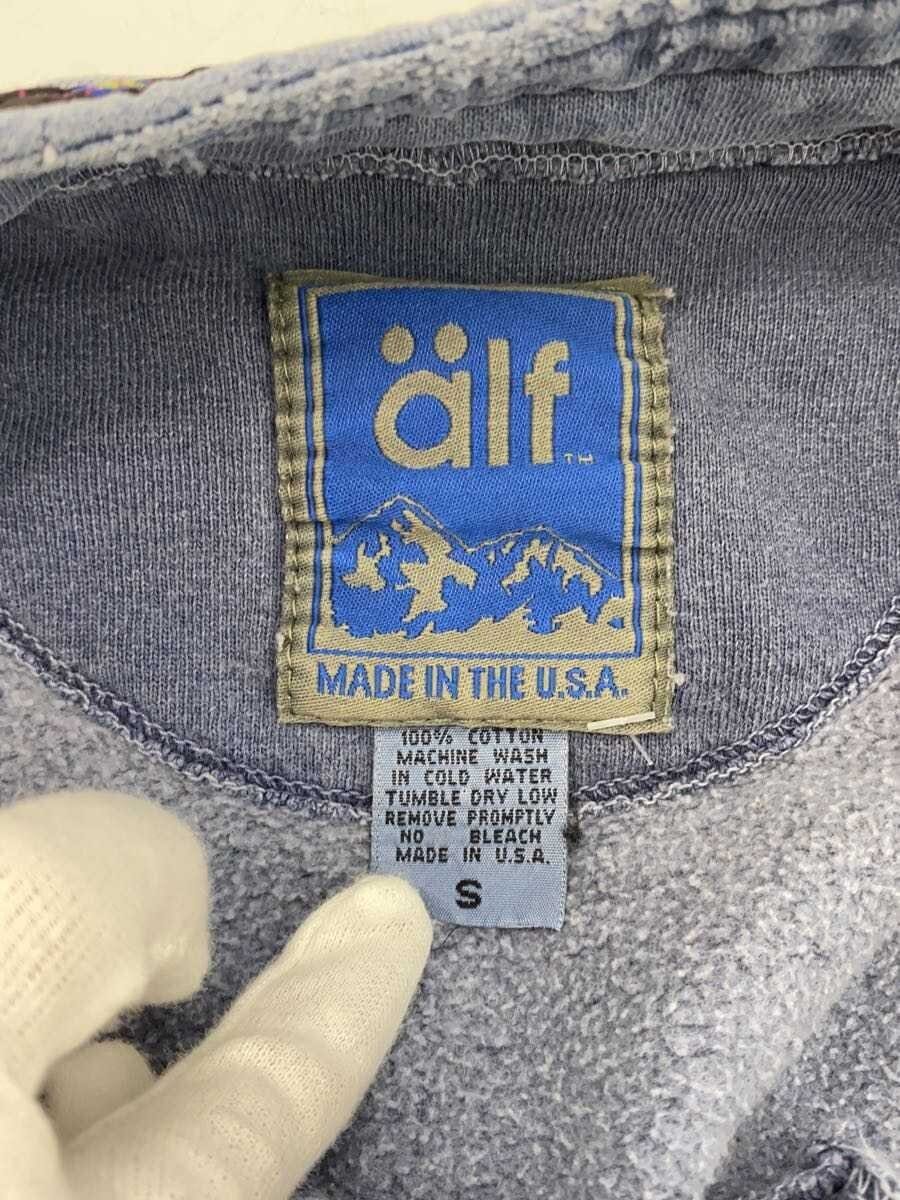 älf
TM
MADE IN THE U.S.A.
100% COTTON
MACHINE WASH
IN COLD WATER
TUMBLE DRY LOW
REMOVE PROMPTLY
NO BLEACH
MADE IN U.S.A.
S